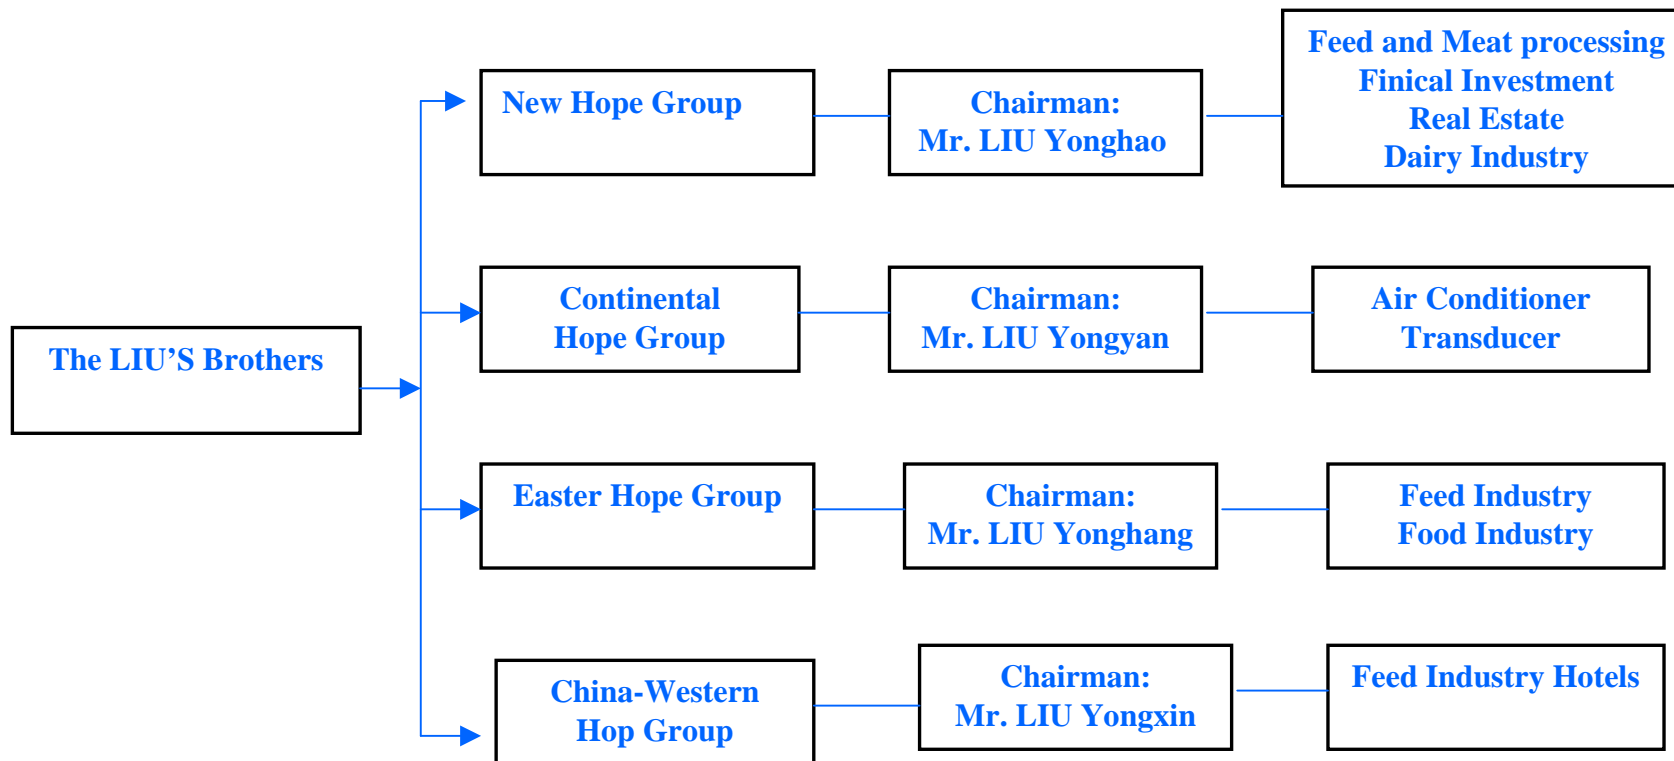 The LIU'S Brothers
New Hope Group
Chairman:
Mr. LIU Yonghao
Feed and Meat processing
Finical Investment
Real Estate
Dairy Industry
Continental
Hope Group
Chairman:
Mr. LIU Yongyan
Air Conditioner
Transducer
Easter Hope Group
Chairman:
Mr. LIU Yonghang
Feed Industry
Food Industry
China-Western
Hop Group
Chairman:
Mr. LIU Yongxin
Feed Industry Hotels